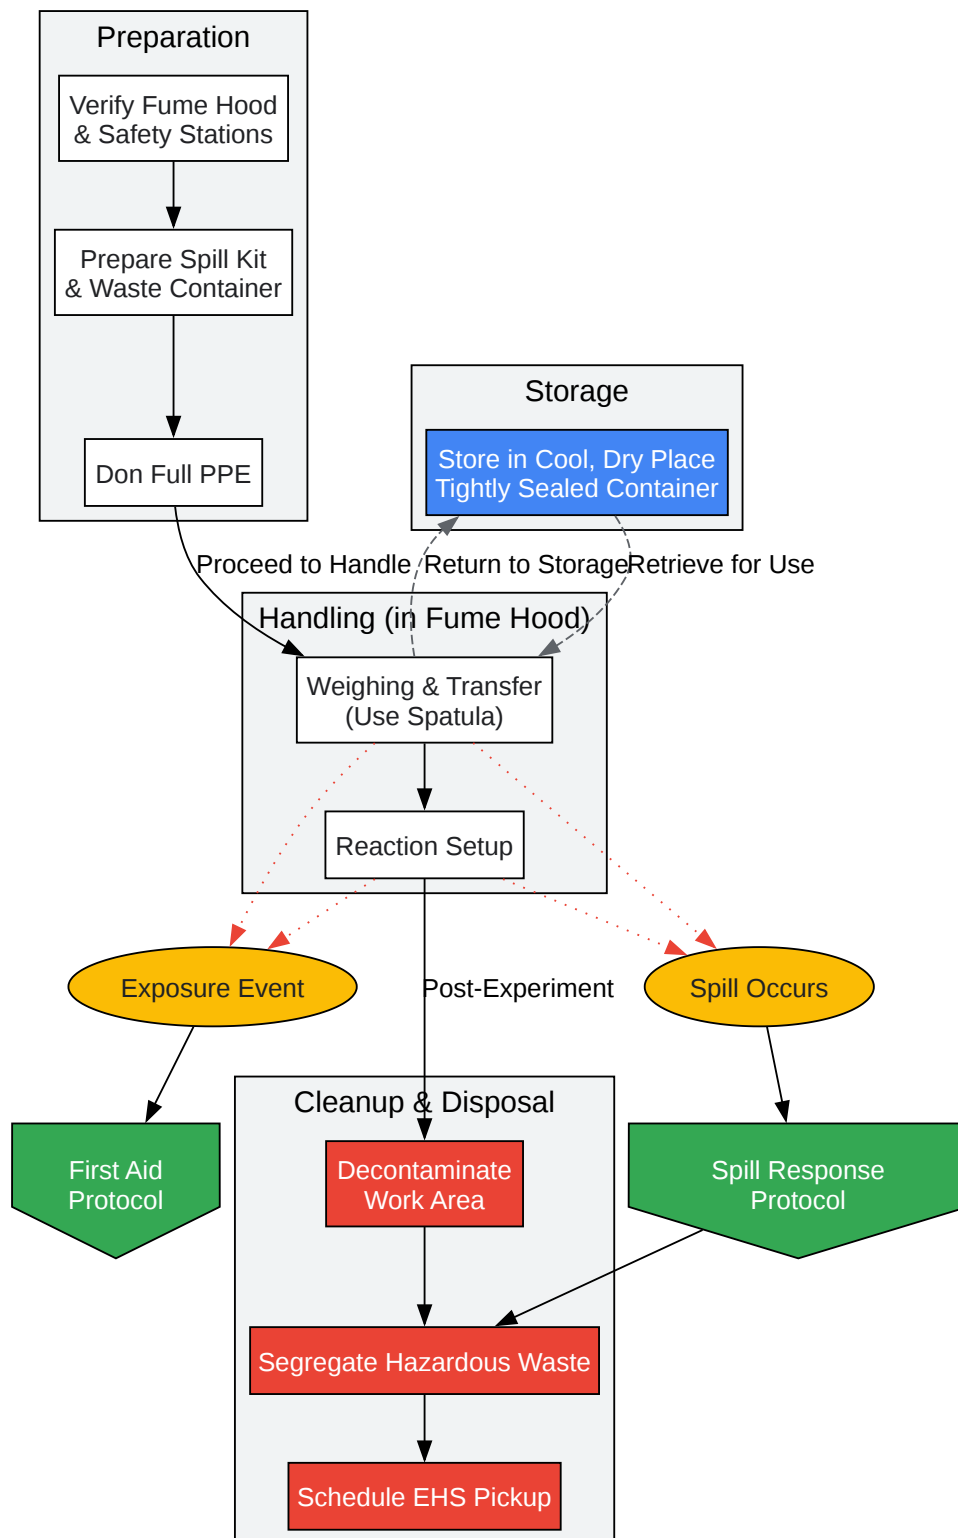 Preparation
Verify Fume Hood
& Safety Stations
Prepare Spill Kit
& Waste Container
Don Full PPE
Storage
Store in Cool, Dry Place
Tightly Sealed Container
Proceed to Handle
Return to Storage
Retrieve for Use
Handling (in Fume Hood)
Weighing & Transfer
(Use Spatula)
Reaction Setup
Exposure Event
Post-Experiment
Spill Occurs
First Aid
Protocol
Spill Response
Protocol
Cleanup & Disposal
Decontaminate
Work Area
Segregate Hazardous Waste
Schedule EHS Pickup